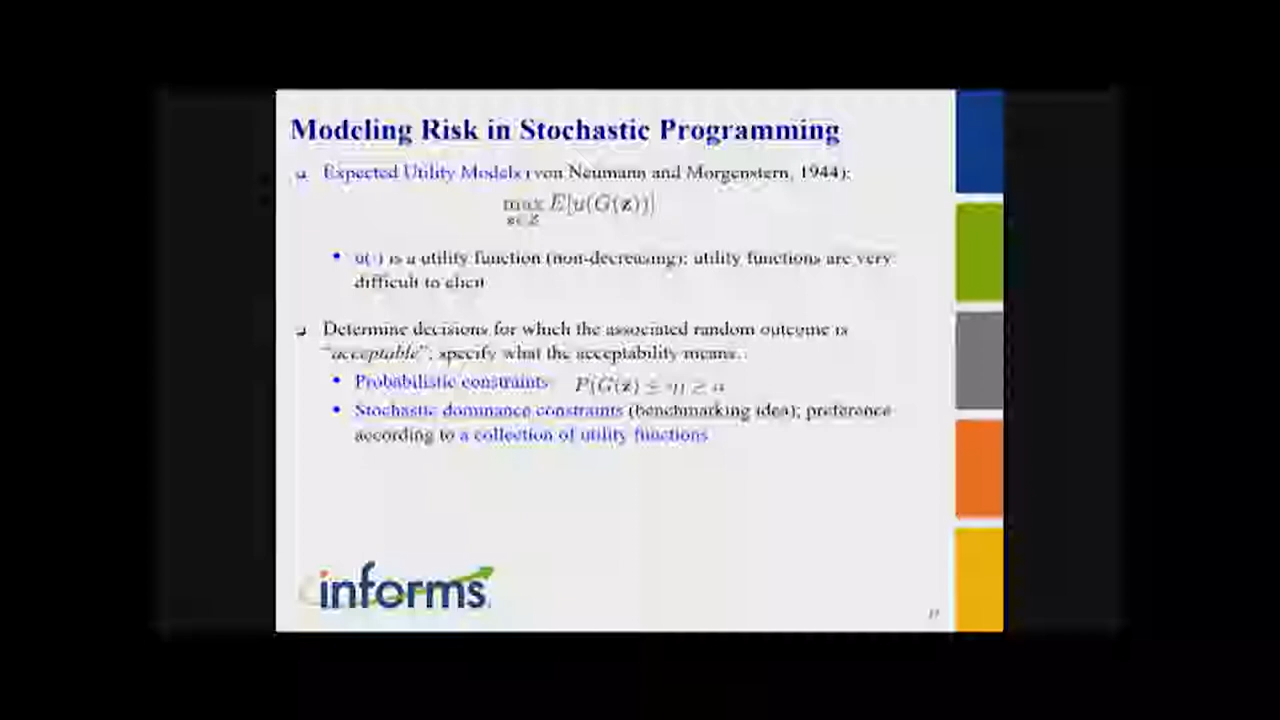 Modeling Risk in Stochastic Programming
Expected Utility Models (von Neumann and Morgenstern, 1944):
max E[u(G(z))]
z∈Z
• u(·) is a utility function (non-decreasing); utility functions are very
difficult to elicit
Determine decisions for which the associated random outcome is
"acceptable"; specify what the acceptability means..
• Probabilistic constraints P(G(z)
• Stochastic dominance constraints (benchmarking idea); preference
according to a collection of utility functions
informs